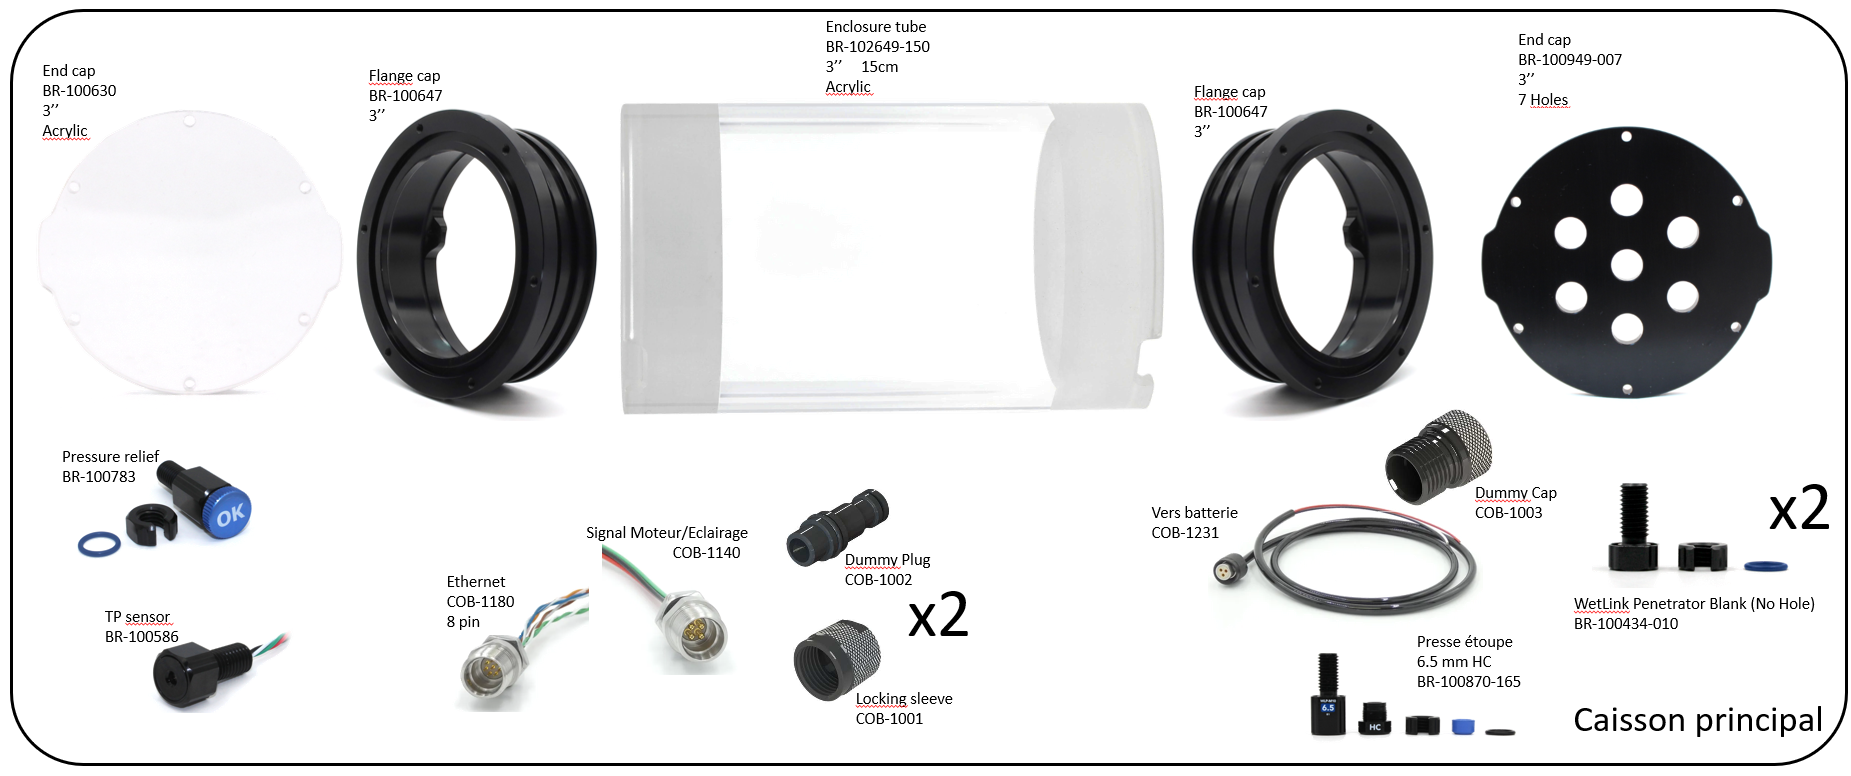 End cap
BR-100630
3’’
Acrylic
Flange cap
BR-100647
3’’
Enclosure tube
BR-102649-150
3’’ 15cm
Acrylic
Flange cap
BR-100647
3’’
End cap
BR-100949-007
3’’
7 Holes
Pressure relief
BR-100783
OK
TP sensor
BR-100586
Ethernet
COB-1180
8 pin
Signal Moteur/Eclairage
COB-1140
Dummy Plug
COB-1002
x2
Locking sleeve
COB-1001
Vers batterie
COB-1231
Dummy Cap
COB-1003
x2
WetLink Penetrator Blank (No Hole)
BR-100434-010
Presse étoupe
6.5 mm HC
BR-100870-165
6.5
HC
Caisson principal